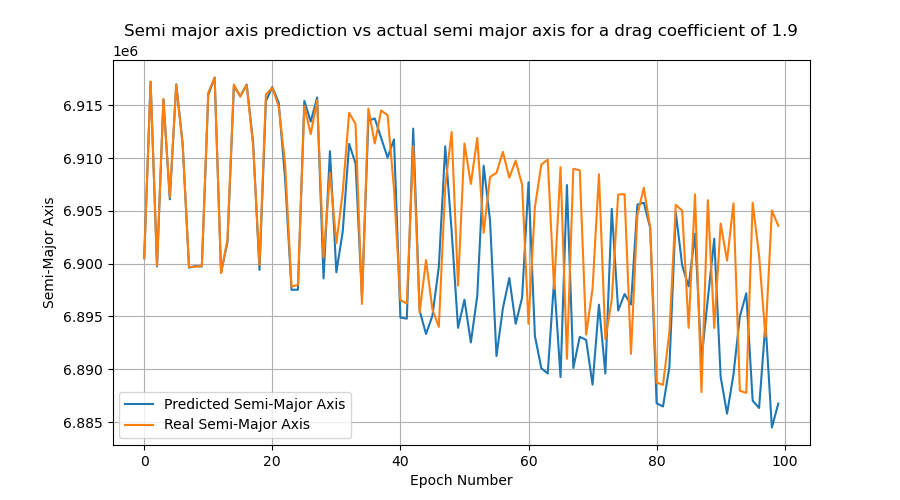 Semi major axis prediction vs actual semi major axis for a drag coefficient of 1.9
1e6
6.915
6.910
6.905
6.900
6.895
6.890
6.885
Semi-Major Axis
Predicted Semi-Major Axis
Real Semi-Major Axis
0 20 40 60 80 100
Epoch Number